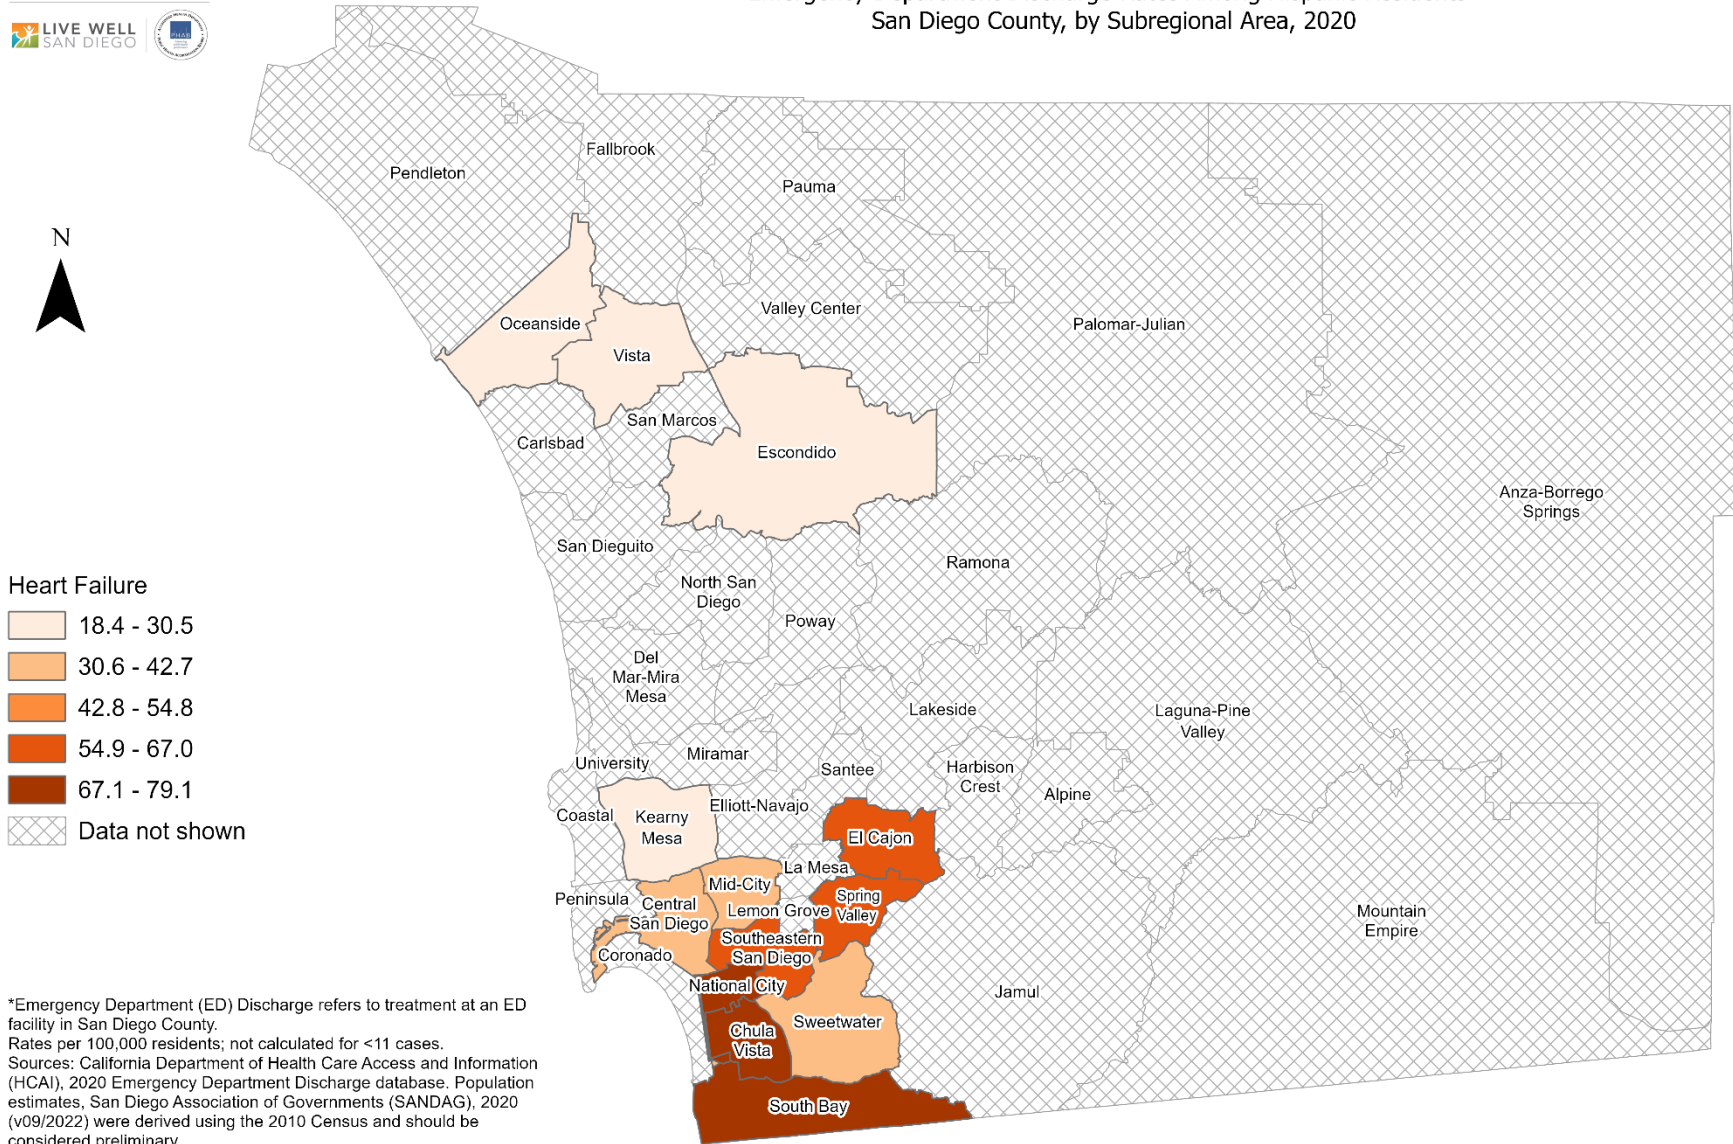 San Diego County, by Subregional Area, 2020
LIVE WELL
SAN DIEGO
PHAB
Fallbrook
Pendleton
Pauma
N
Valley Center
Oceanside
Palomar-Julian
Vista
San Marcos
Carlsbad
Escondido
Anza-Borrego
Springs
San Dieguito
Ramona
North San
Diego
Poway
Del
Mar-Mira
Mesa
Lakeside
Laguna-Pine
Valley
Miramar
University
Santee
Harbison
Crest
Alpine
Coastal
Kearny
Mesa
Elliott-Navajo
El Cajon
La Mesa
Mid-City
Peninsula
Central
San Diego
Spring
Valley
Lemon Grove
Mountain
Empire
Southeastern
San Diego
Coronado
National City
Jamul
Sweetwater
Chula
Vista
South Bay
Heart Failure
18.4 - 30.5
30.6 - 42.7
42.8 - 54.8
54.9 - 67.0
67.1 - 79.1
Data not shown
*Emergency Department (ED) Discharge refers to treatment at an ED
facility in San Diego County.
Rates per 100,000 residents; not calculated for <11 cases.
Sources: California Department of Health Care Access and Information
(HCAI), 2020 Emergency Department Discharge database. Population
estimates, San Diego Association of Governments (SANDAG), 2020
(v09/2022) were derived using the 2010 Census and should be
considered preliminary